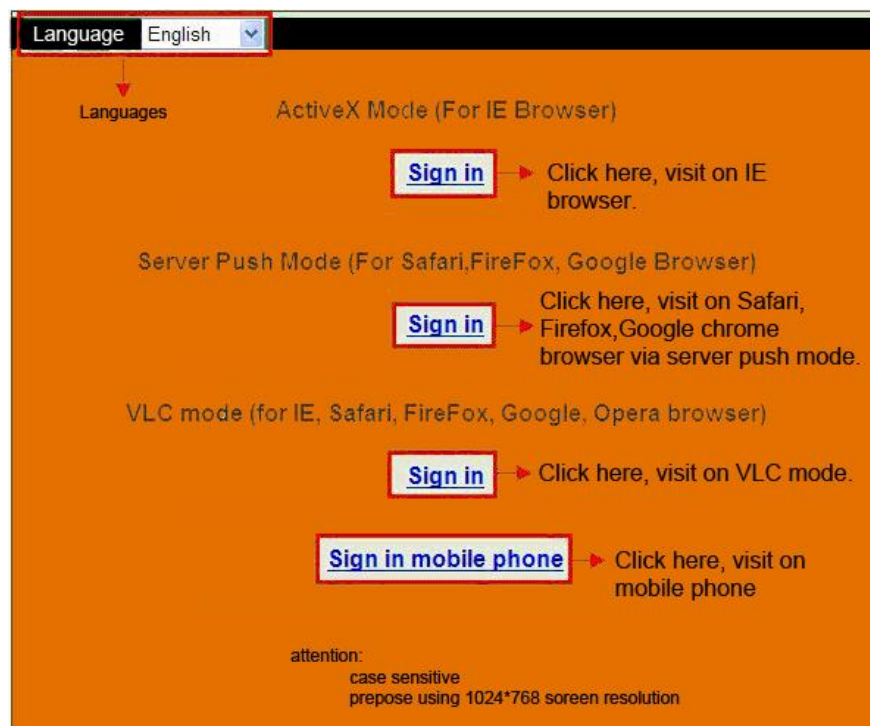 Language English
Languages
ActiveX Mode (For IE Browser)
Sign in
Click here, visit on IE
browser.
Server Push Mode (For Safari,FireFox, Google Browser)
Sign in
Click here, visit on Safari,
Firefox,Google chrome
browser via server push mode.
VLC mode (for IE, Safari, FireFox, Google, Opera browser)
Sign in
Click here, visit on VLC mode.
Sign in mobile phone
Click here, visit on
mobile phone
attention:
case sensitive
prepose using 1024*768 soreen resolution